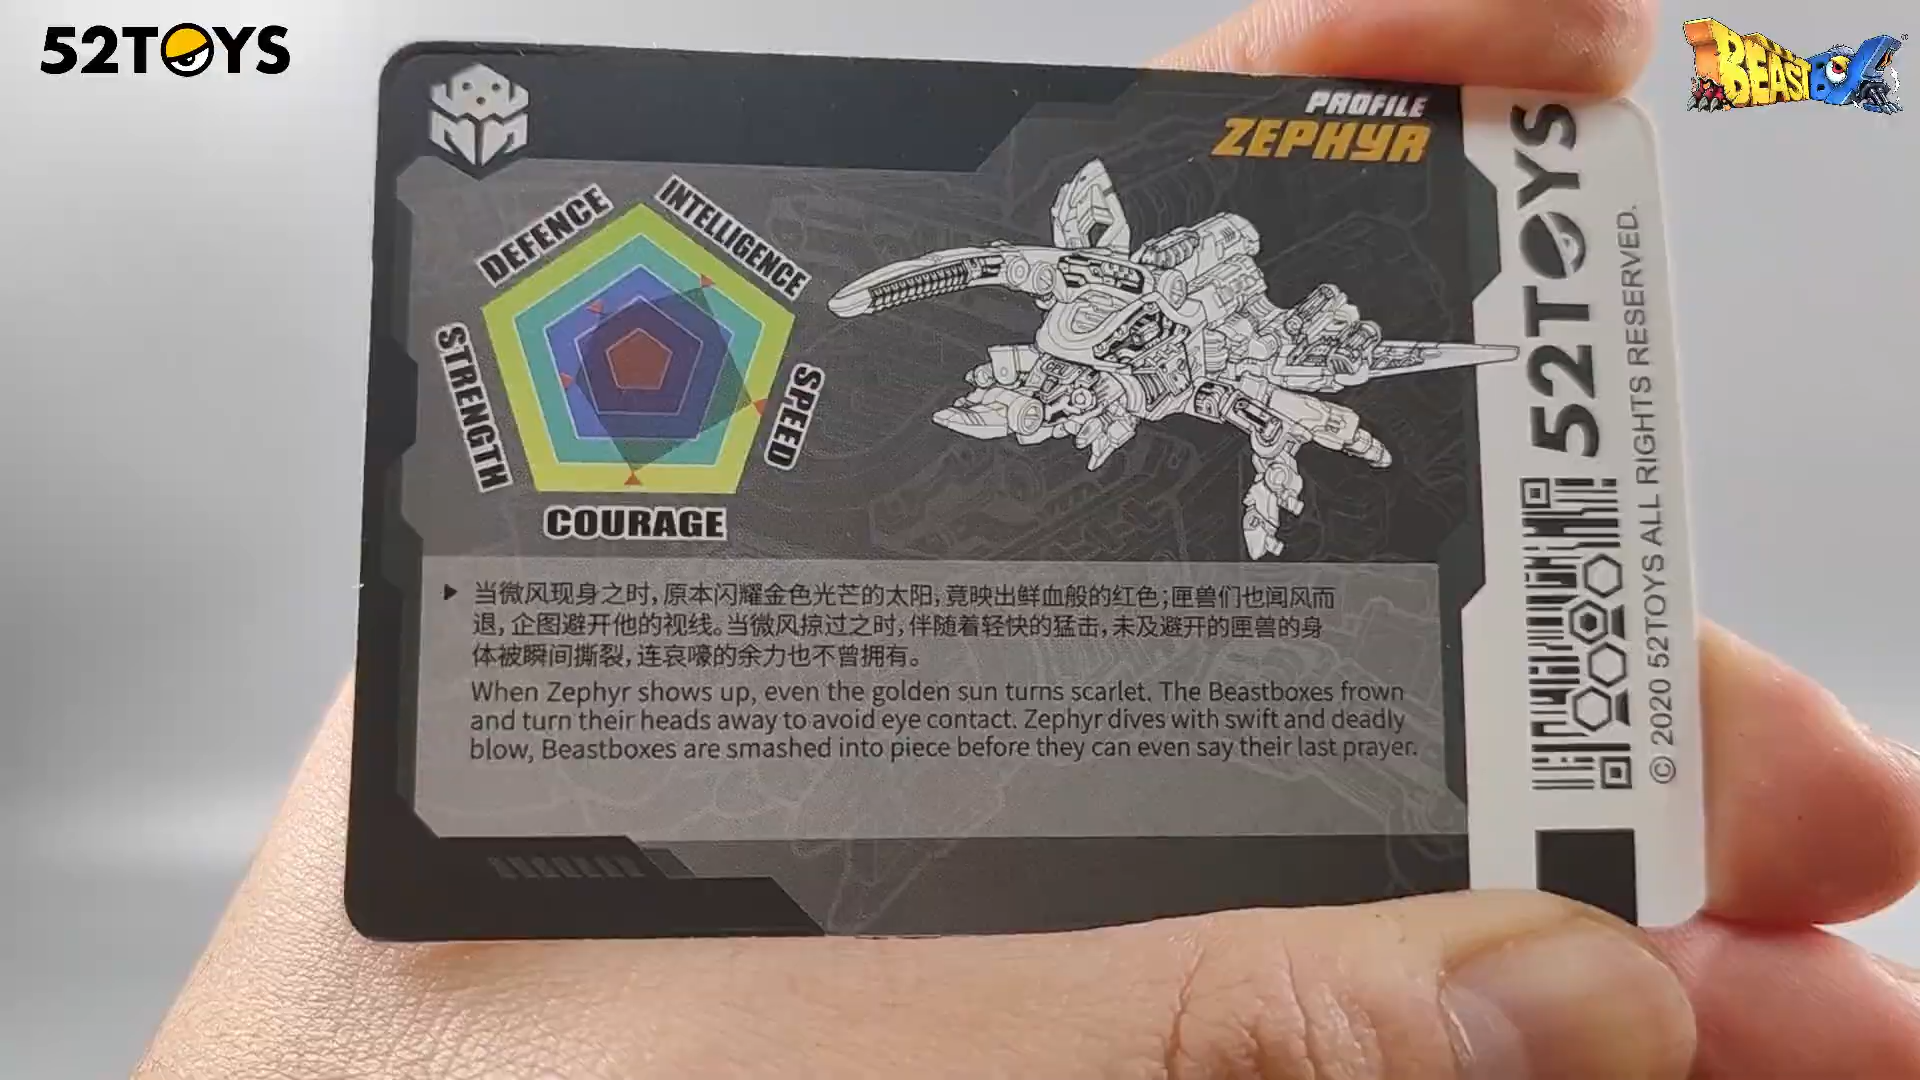 52TOYS
BEASTBOX
PROFILE
ZEPHYR
DEFENCE
INTELLIGENCE
STRENGTH
SPEED
COURAGE
CPU
当微风现身之时,原本闪耀金色光芒的太阳,竟映出鲜血般的红色;匣兽们也闻风而
退,企图避开他的视线。当微风掠过之时,伴随着轻快的猛击,未及避开的匣兽的身
体被瞬间撕裂,连哀嚎的余力也不曾拥有。
When Zephyr shows up, even the golden sun turns scarlet. The Beastboxes frown
and turn their heads away to avoid eye contact. Zephyr dives with swift and deadly
blow, Beastboxes are smashed into piece before they can even say their last prayer.
52TOYS
© 2020 52TOYS ALL RIGHTS RESERVED.